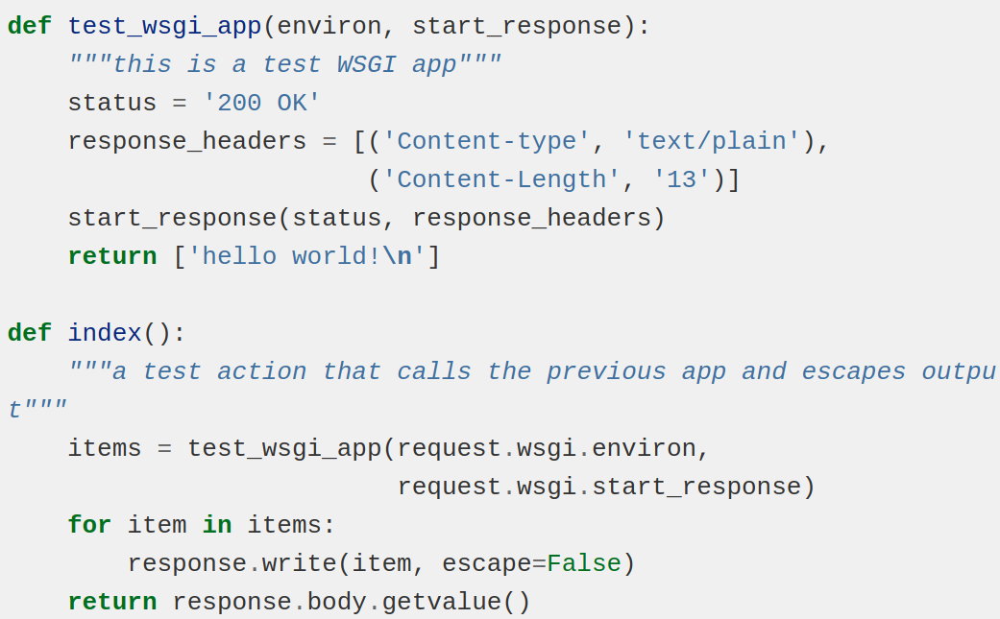 def test_wsgi_app(environ, start_response):
    """this is a test WSGI app"""
    status = '200 OK'
    response_headers = [('Content-type', 'text/plain'),
                        ('Content-Length', '13')]
    start_response(status, response_headers)
    return ['hello world!\n']

def index():
    """a test action that calls the previous app and escapes outpu
t"""
    items = test_wsgi_app(request.wsgi.environ,
                          request.wsgi.start_response)
    for item in items:
        response.write(item, escape=False)
    return response.body.getvalue()